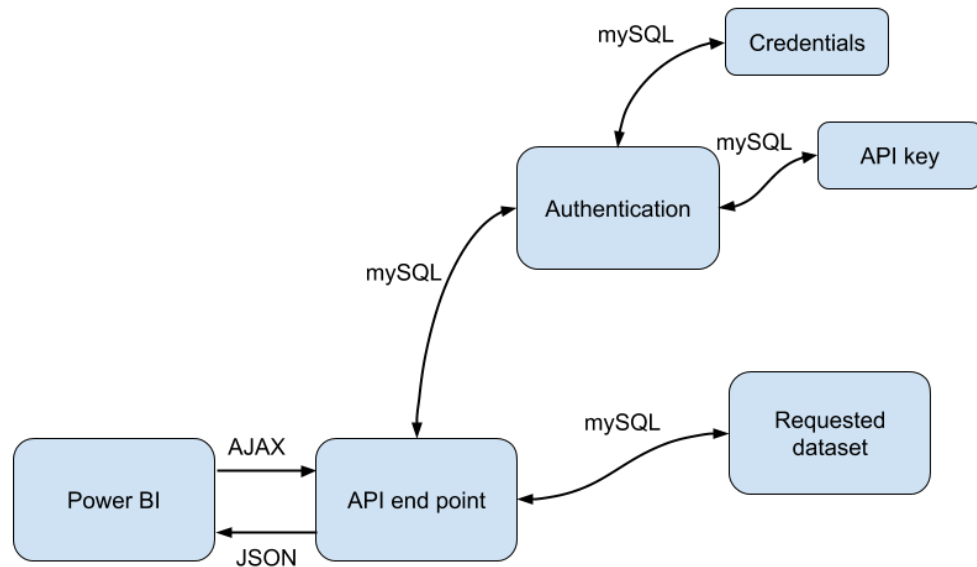 mySQL
Credentials
mySQL
API key
Authentication
mySQL
mySQL
Requested
dataset
AJAX
Power BI
API end point
JSON